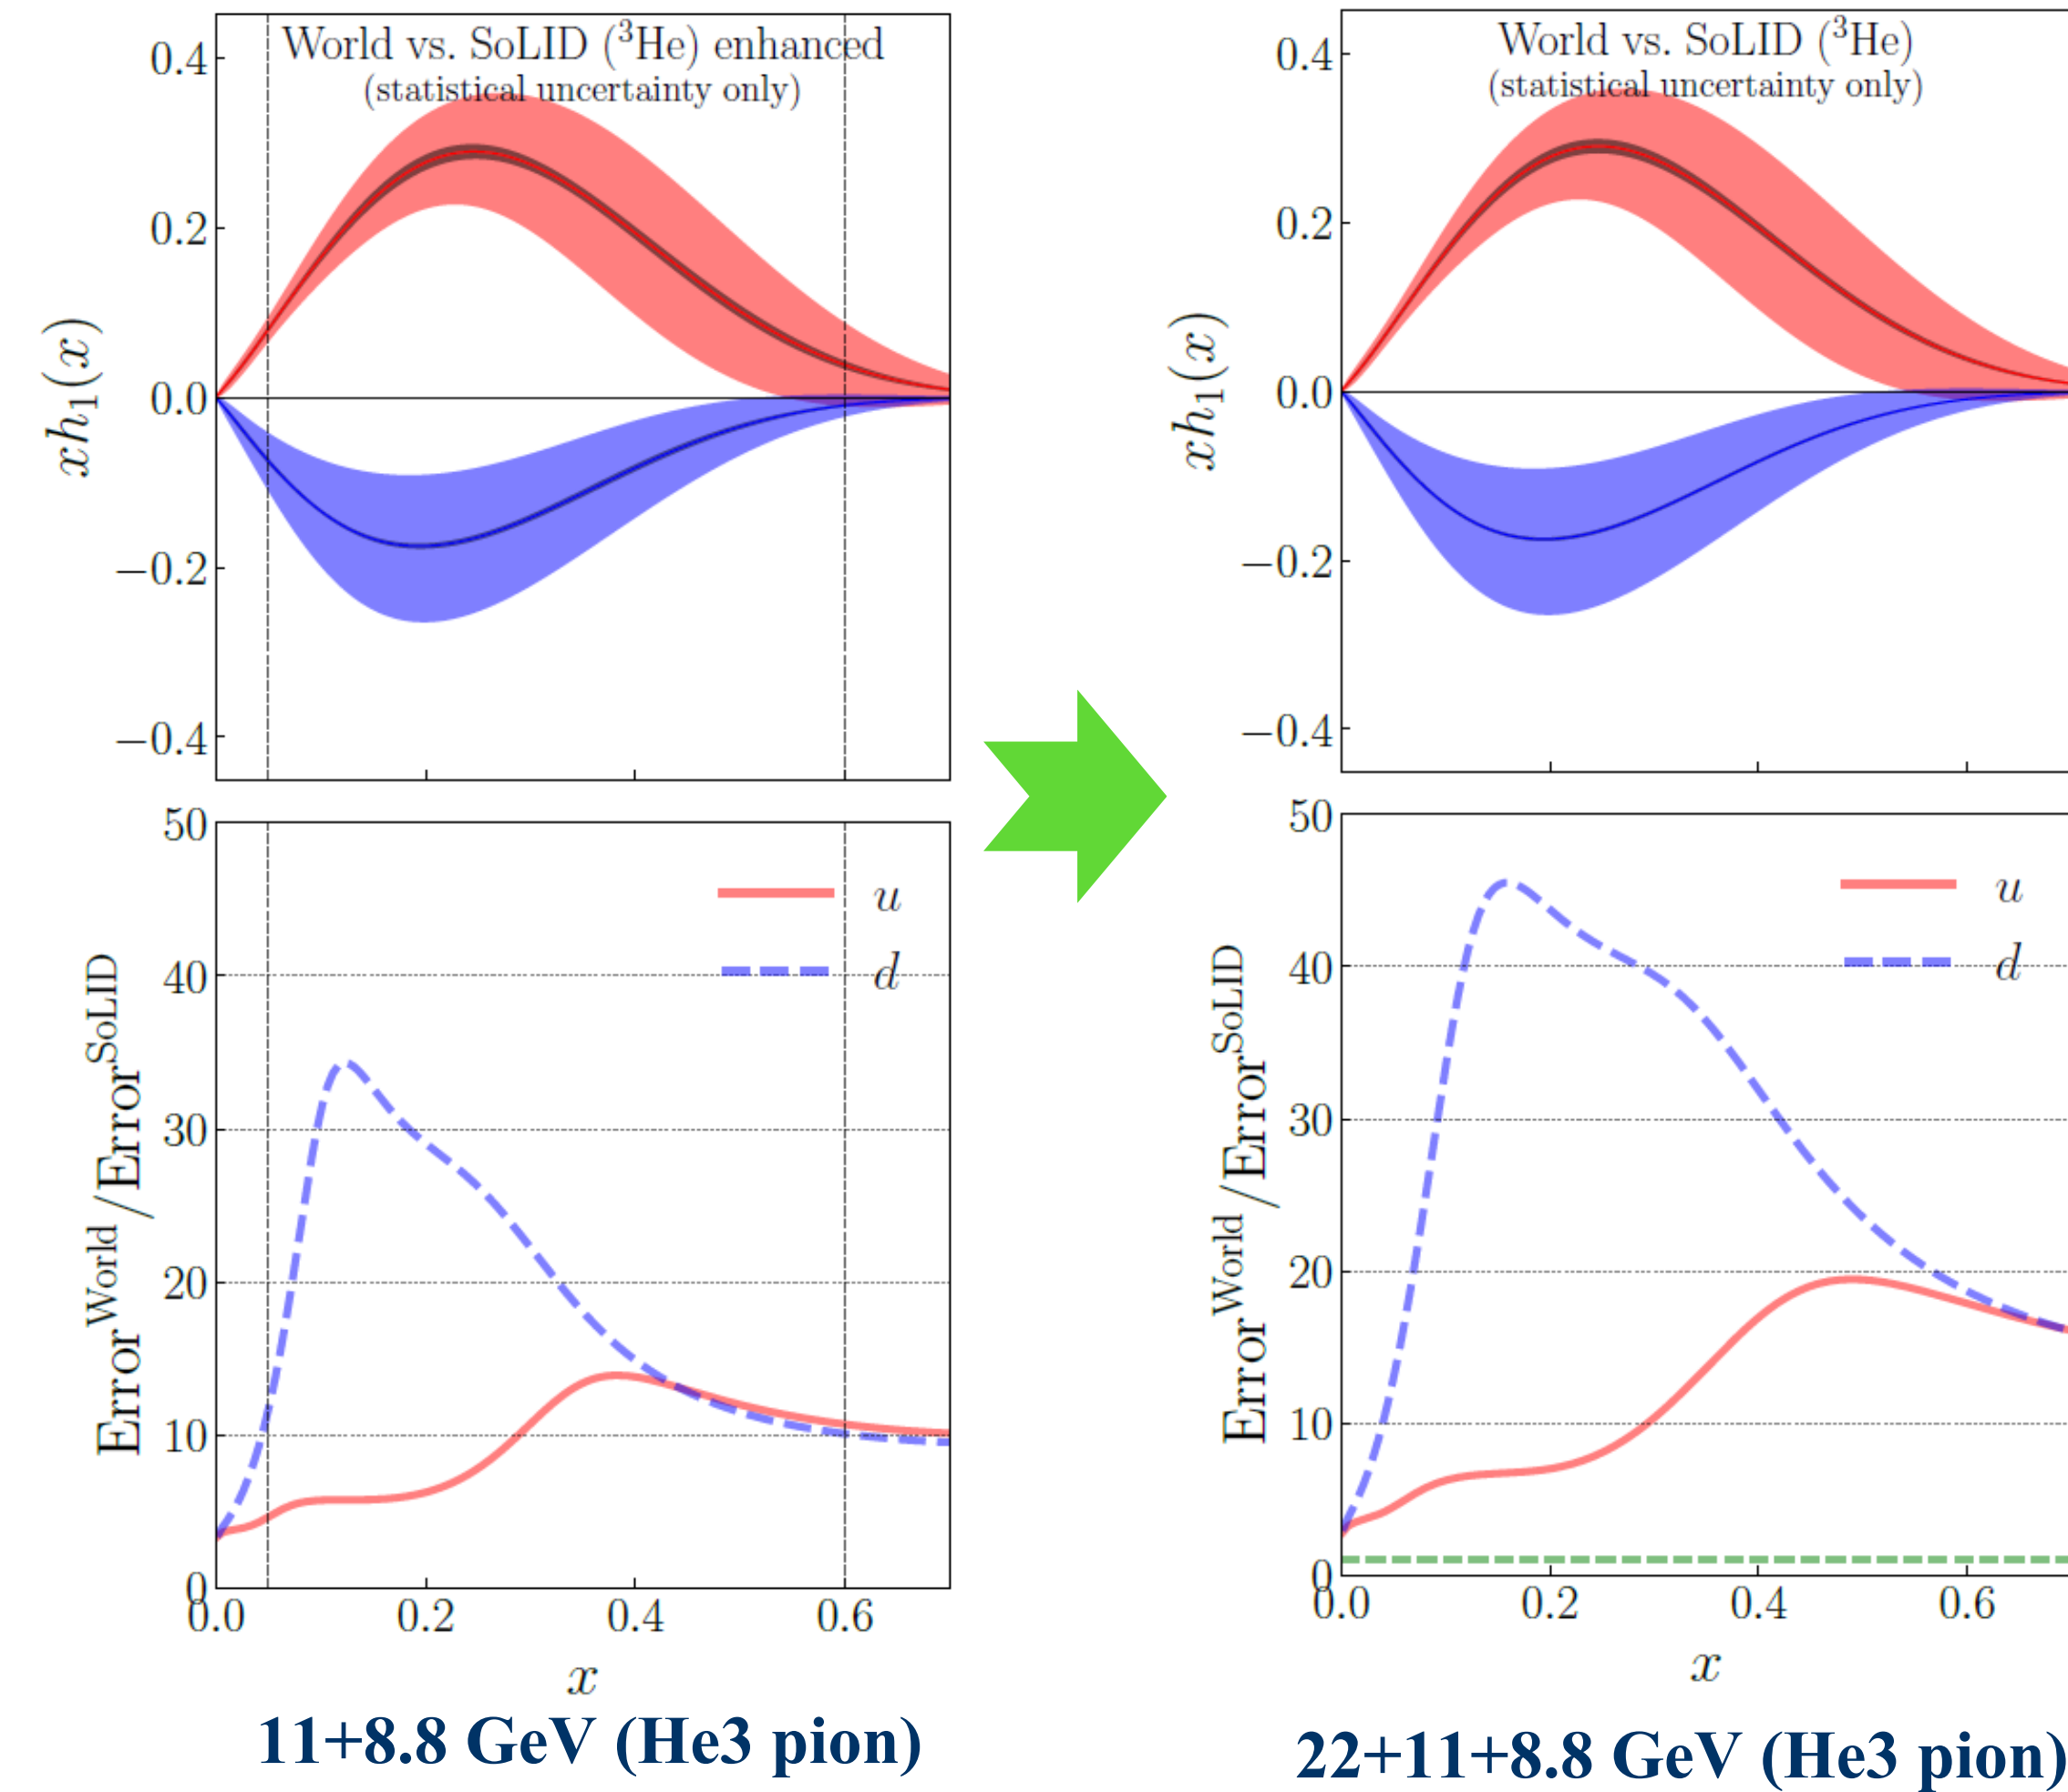 World vs. SoLID (³He) enhanced
(statistical uncertainty only)
0.4
0.2
0.0
−0.2
−0.4
xh₁(x)
50
40
30
20
10
0
u
d
Error^World/Error^SoLID
0.0 0.2 0.4 0.6
x
11+8.8 GeV (He3 pion)
World vs. SoLID (³He)
(statistical uncertainty only)
0.4
0.2
0.0
−0.2
−0.4
xh₁(x)
50
40
30
20
10
0
u
d
Error^World/Error^SoLID
0.0 0.2 0.4 0.6
x
22+11+8.8 GeV (He3 pion)